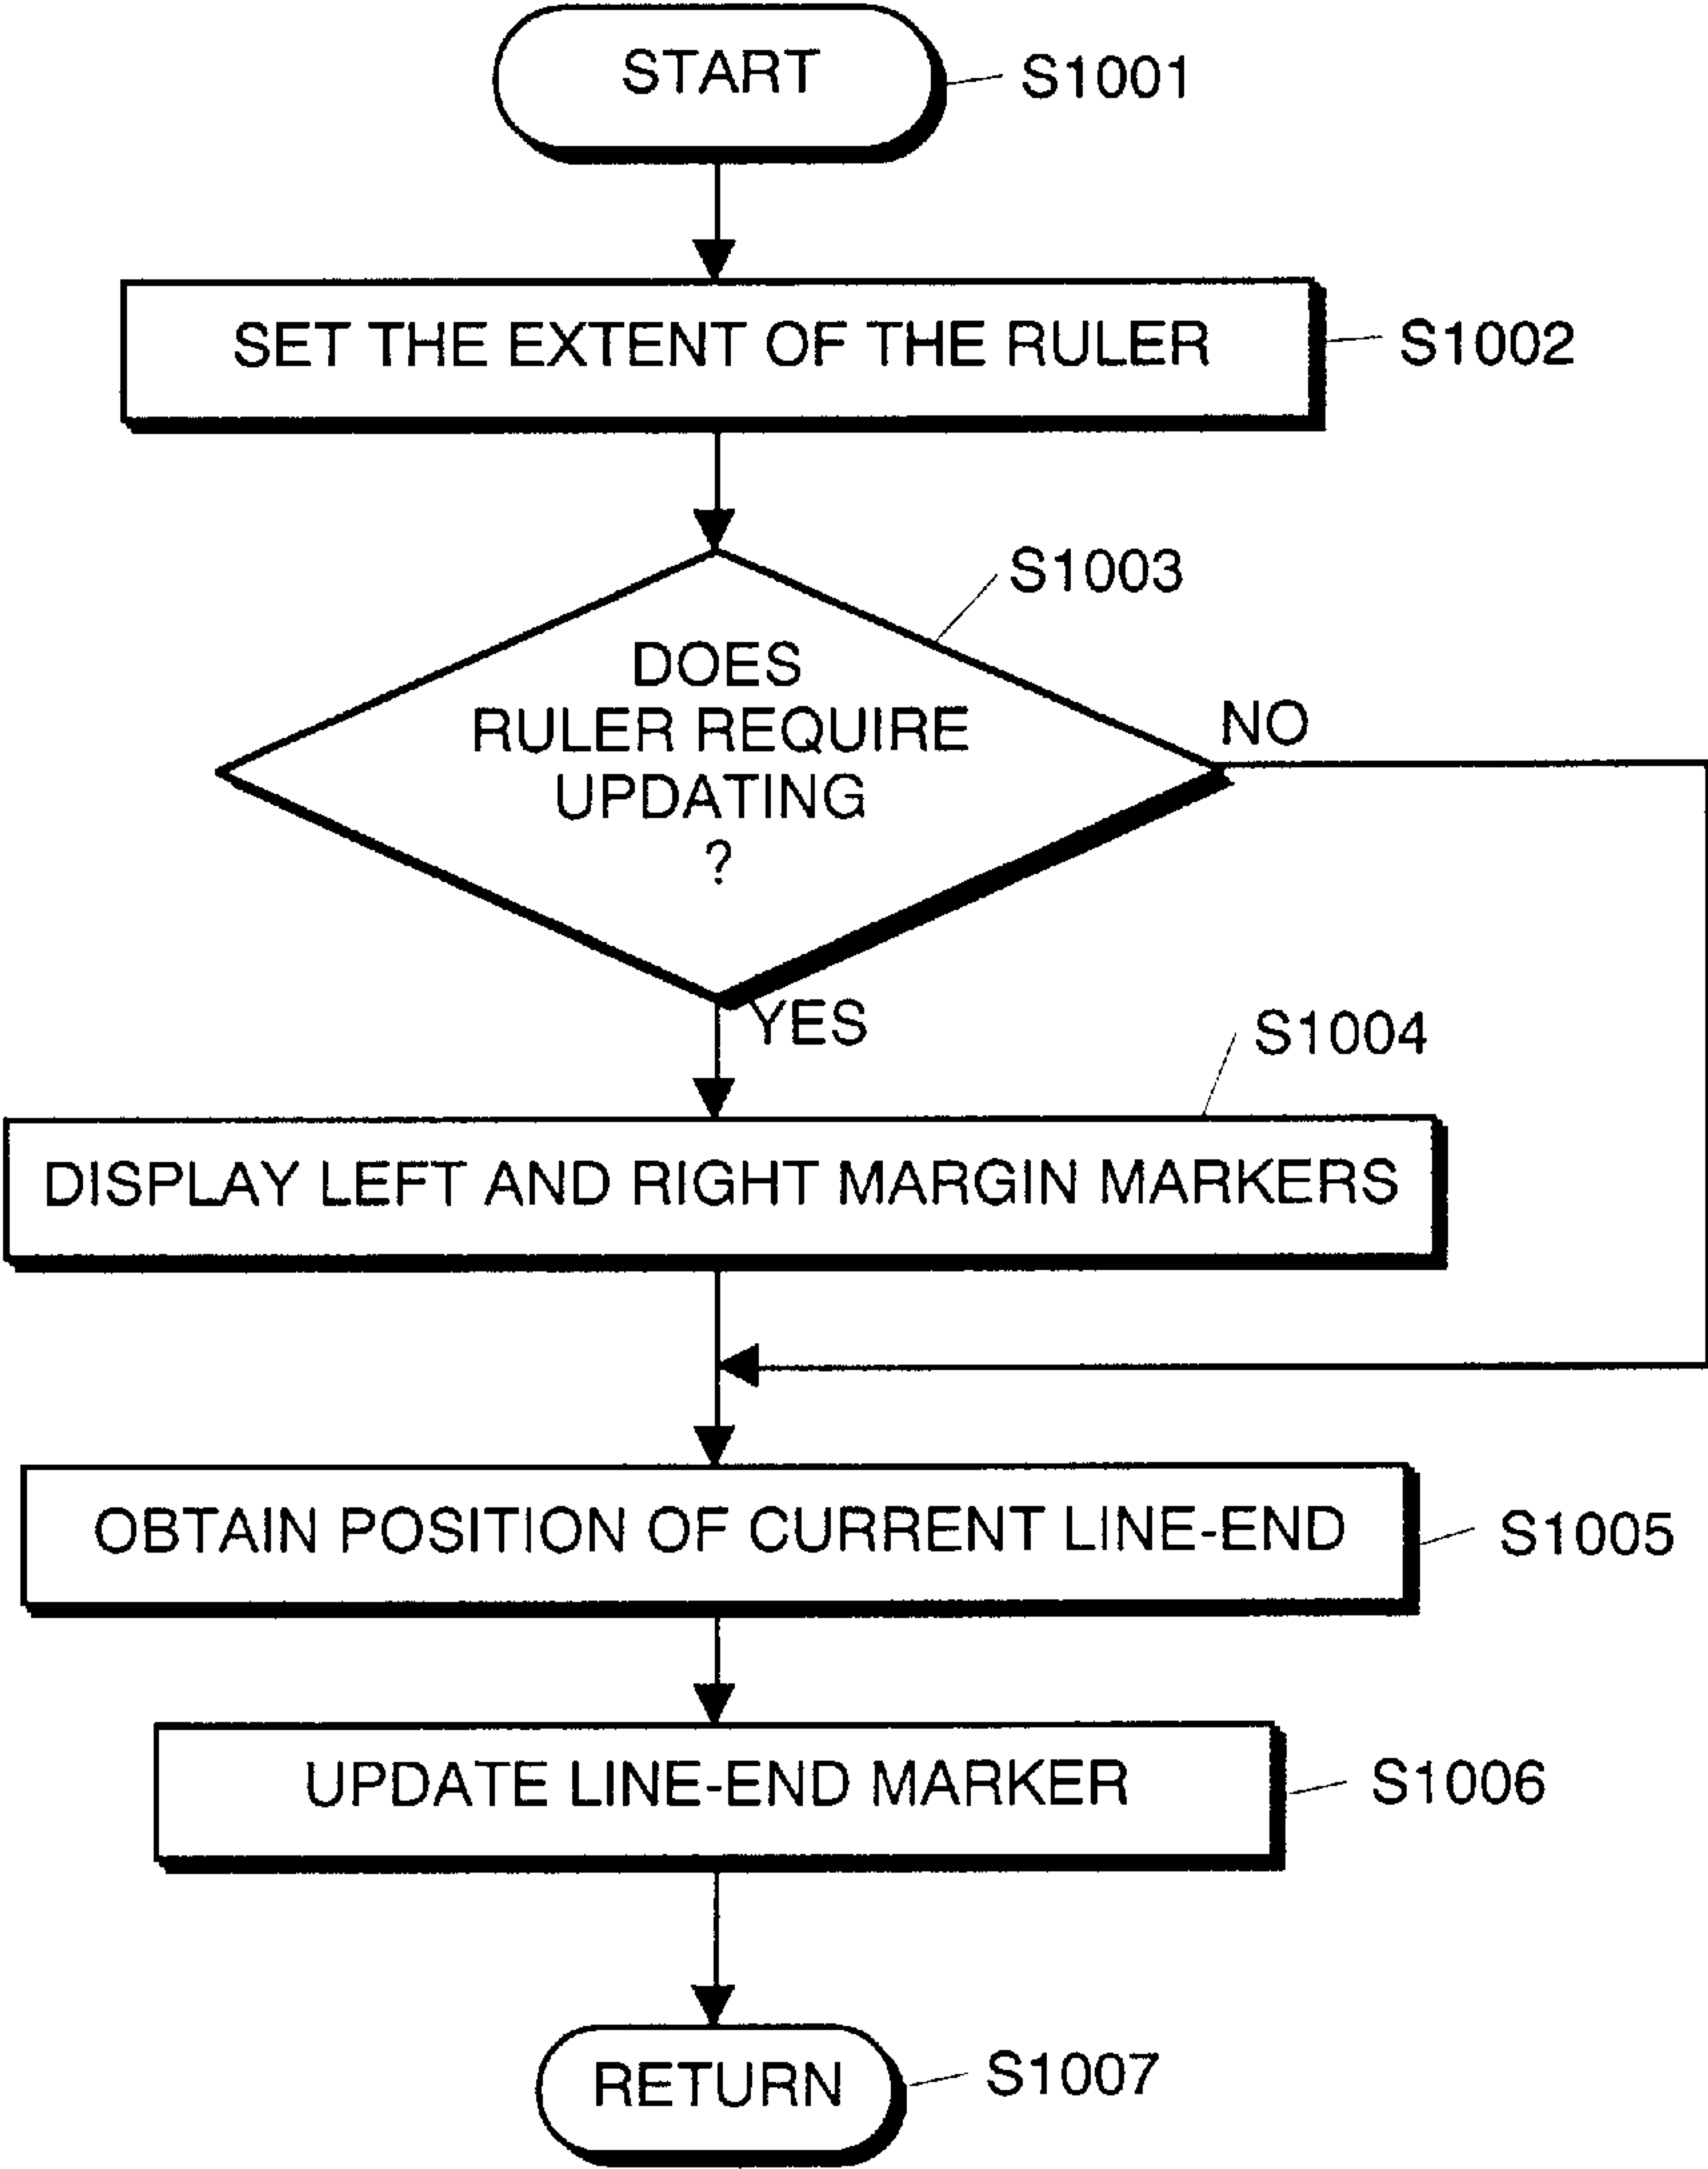 START
S1001
SET THE EXTENT OF THE RULER
S1002
S1003
DOES
RULER REQUIRE
UPDATING
?
NO
YES
S1004
DISPLAY LEFT AND RIGHT MARGIN MARKERS
OBTAIN POSITION OF CURRENT LINE-END
S1005
UPDATE LINE-END MARKER
S1006
RETURN
S1007